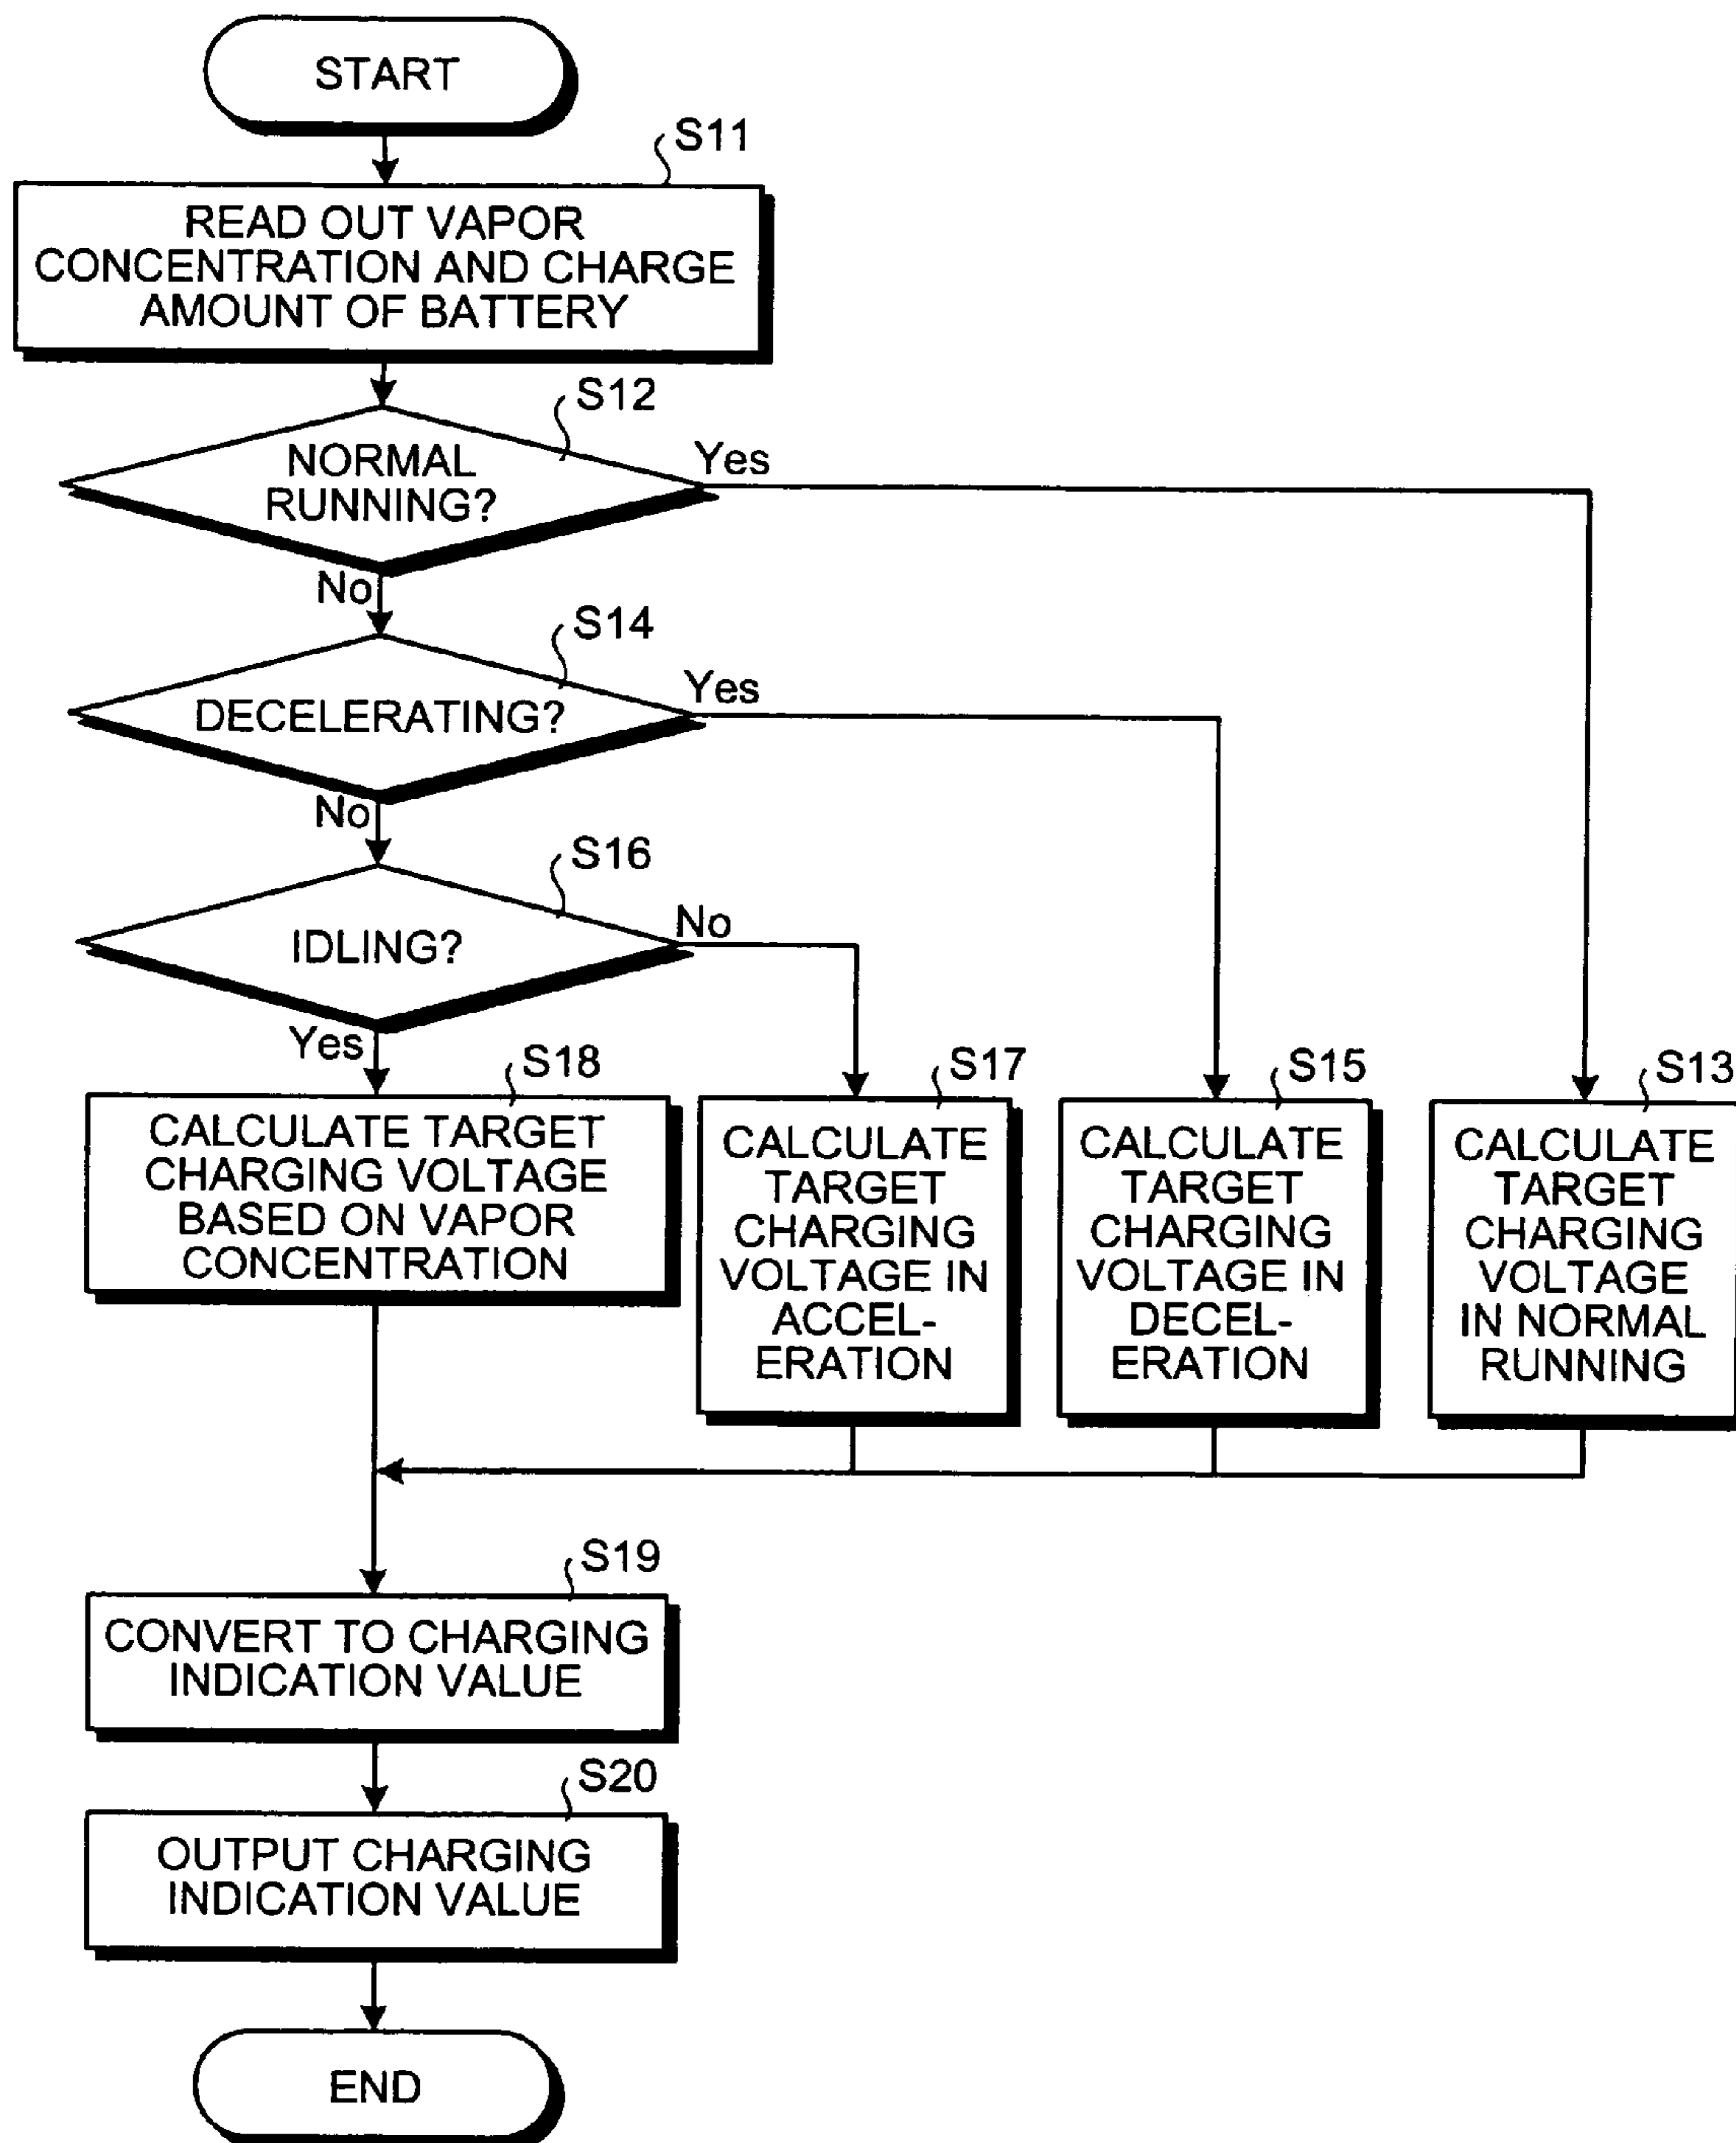 START
S11
READ OUT VAPOR
CONCENTRATION AND CHARGE
AMOUNT OF BATTERY
S12
NORMAL
RUNNING?
Yes
No
S14
DECELERATING?
Yes
No
S16
IDLING?
No
Yes
S18
CALCULATE TARGET
CHARGING VOLTAGE
BASED ON VAPOR
CONCENTRATION
S17
CALCULATE
TARGET
CHARGING
VOLTAGE IN
ACCEL-
ERATION
S15
CALCULATE
TARGET
CHARGING
VOLTAGE IN
DECEL-
ERATION
S13
CALCULATE
TARGET
CHARGING
VOLTAGE
IN NORMAL
RUNNING
S19
CONVERT TO CHARGING
INDICATION VALUE
S20
OUTPUT CHARGING
INDICATION VALUE
END